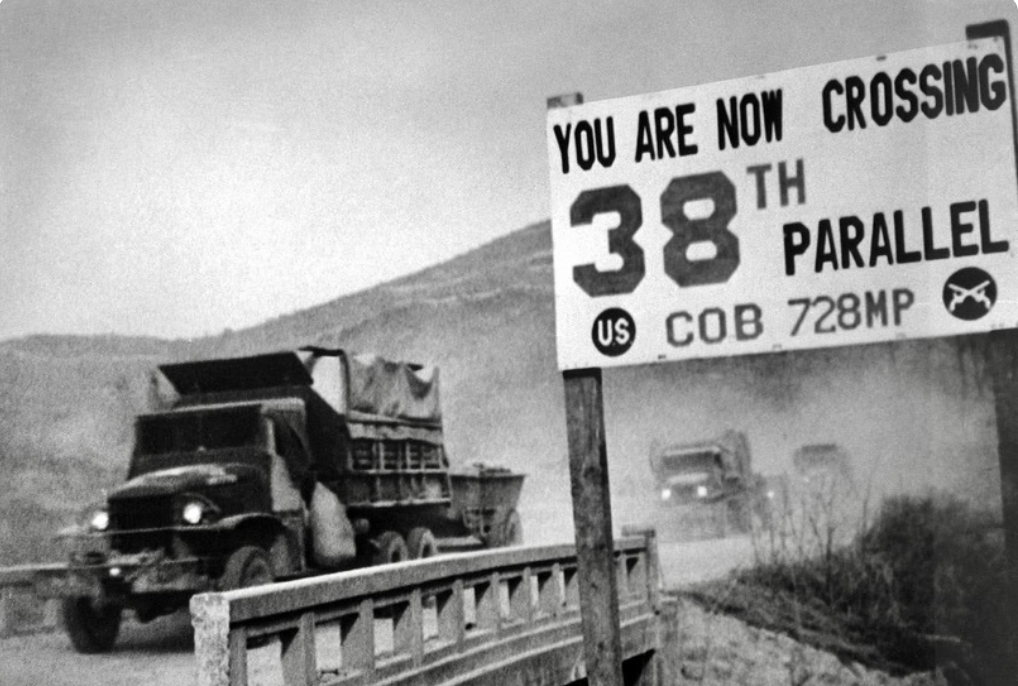 YOU ARE NOW CROSSING
38TH
PARALLEL
US COB 728MP